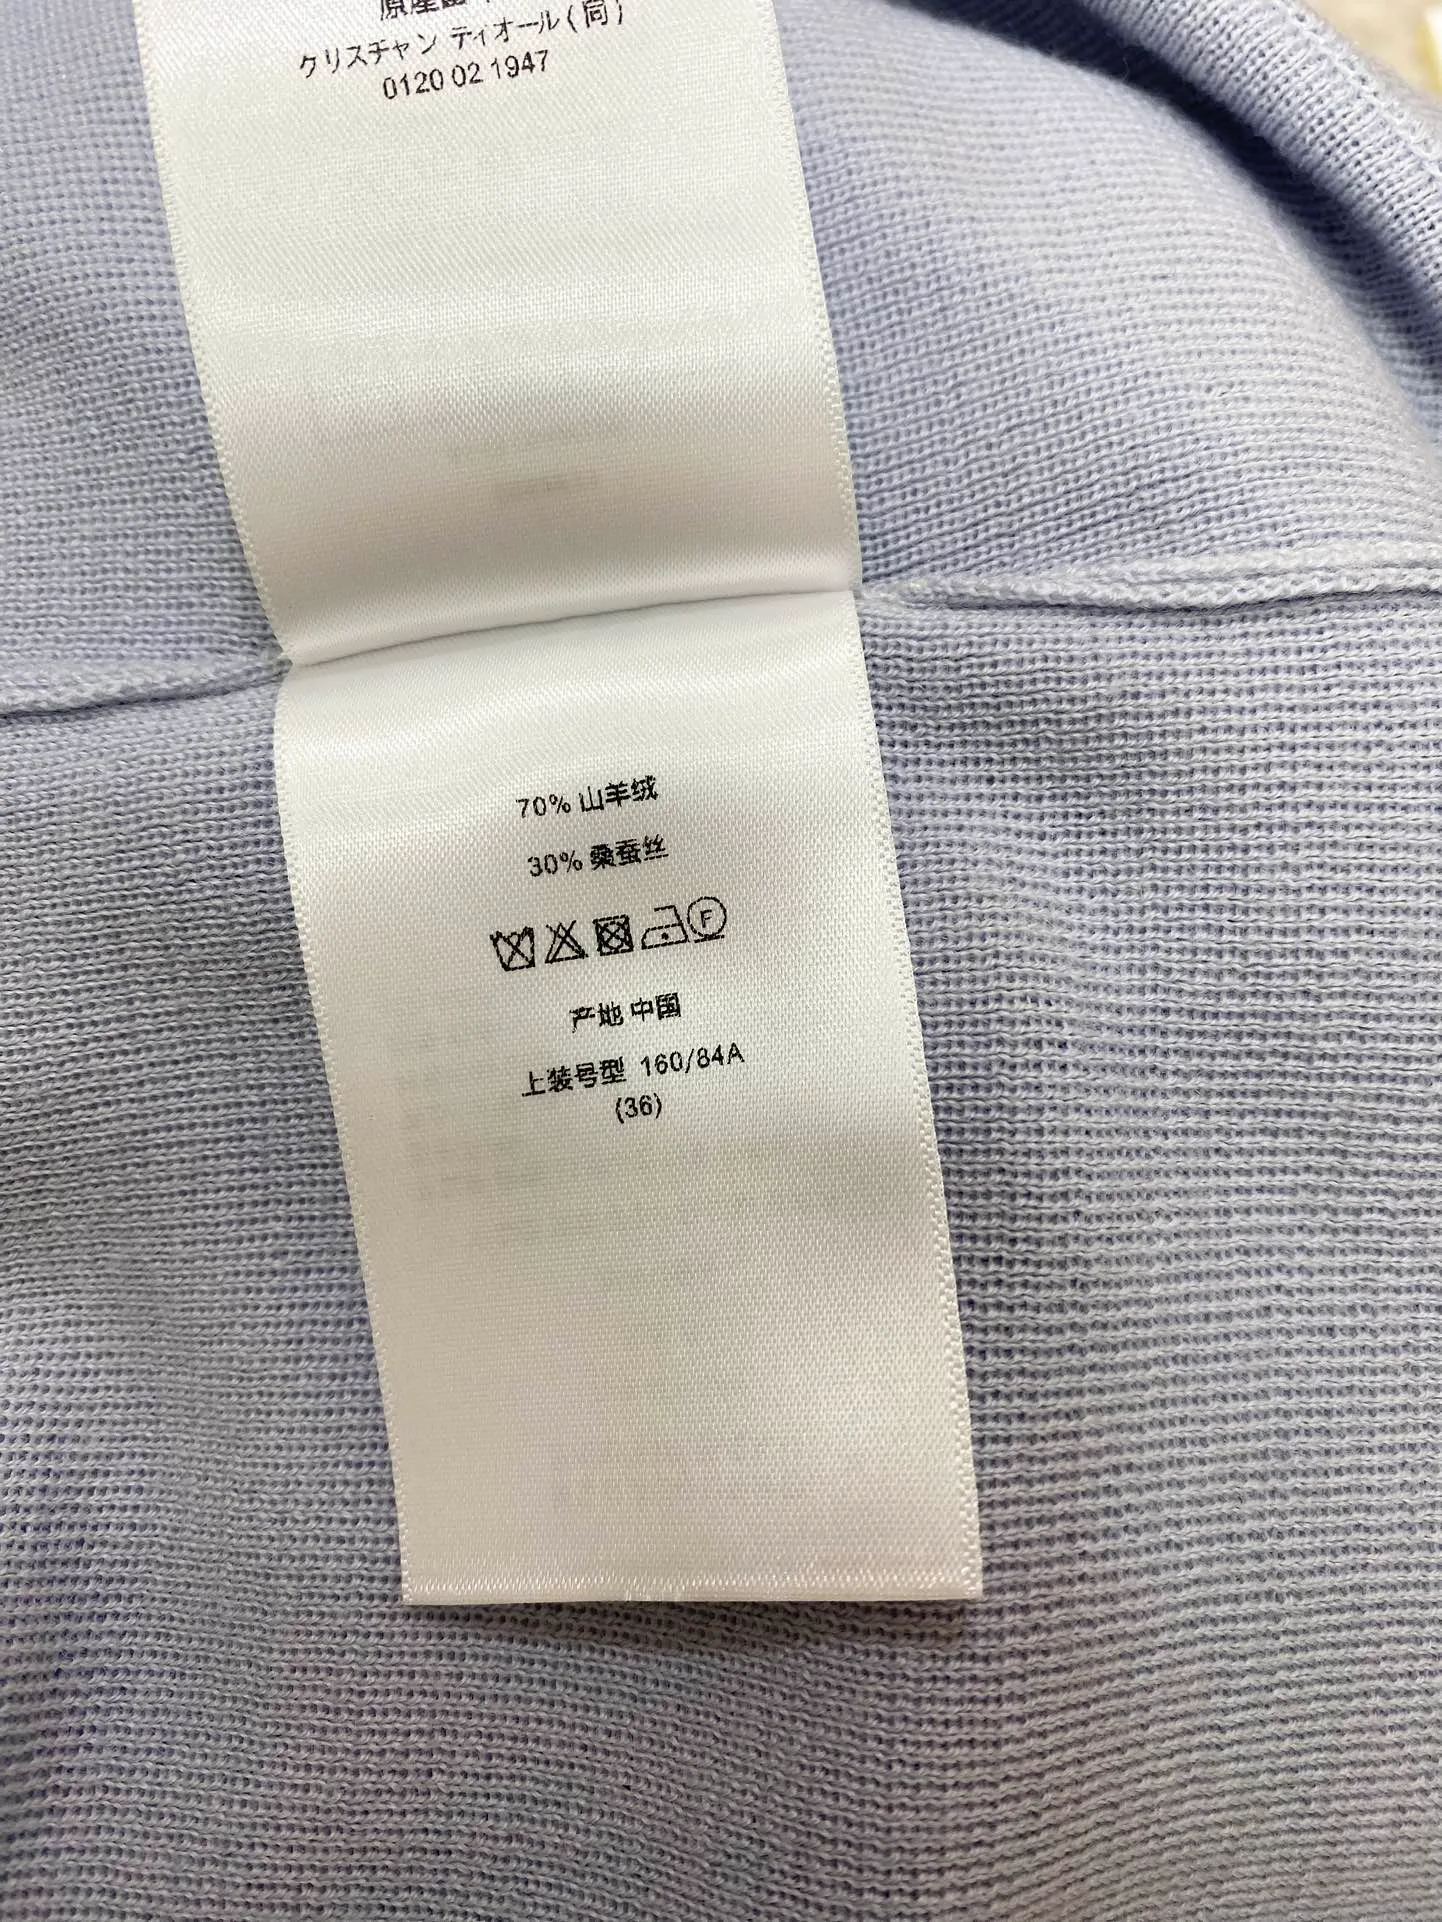 クリスチャン ディオール(同)
0120 02 1947
70% 山羊绒
30% 桑蚕丝
F
产地 中国
上装号型 160/84A
(36)